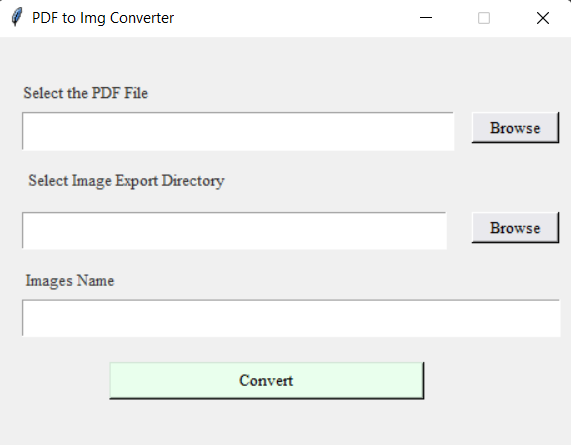 PDF to Img Converter
Select the PDF File
Browse
Select Image Export Directory
Browse
Images Name
Convert